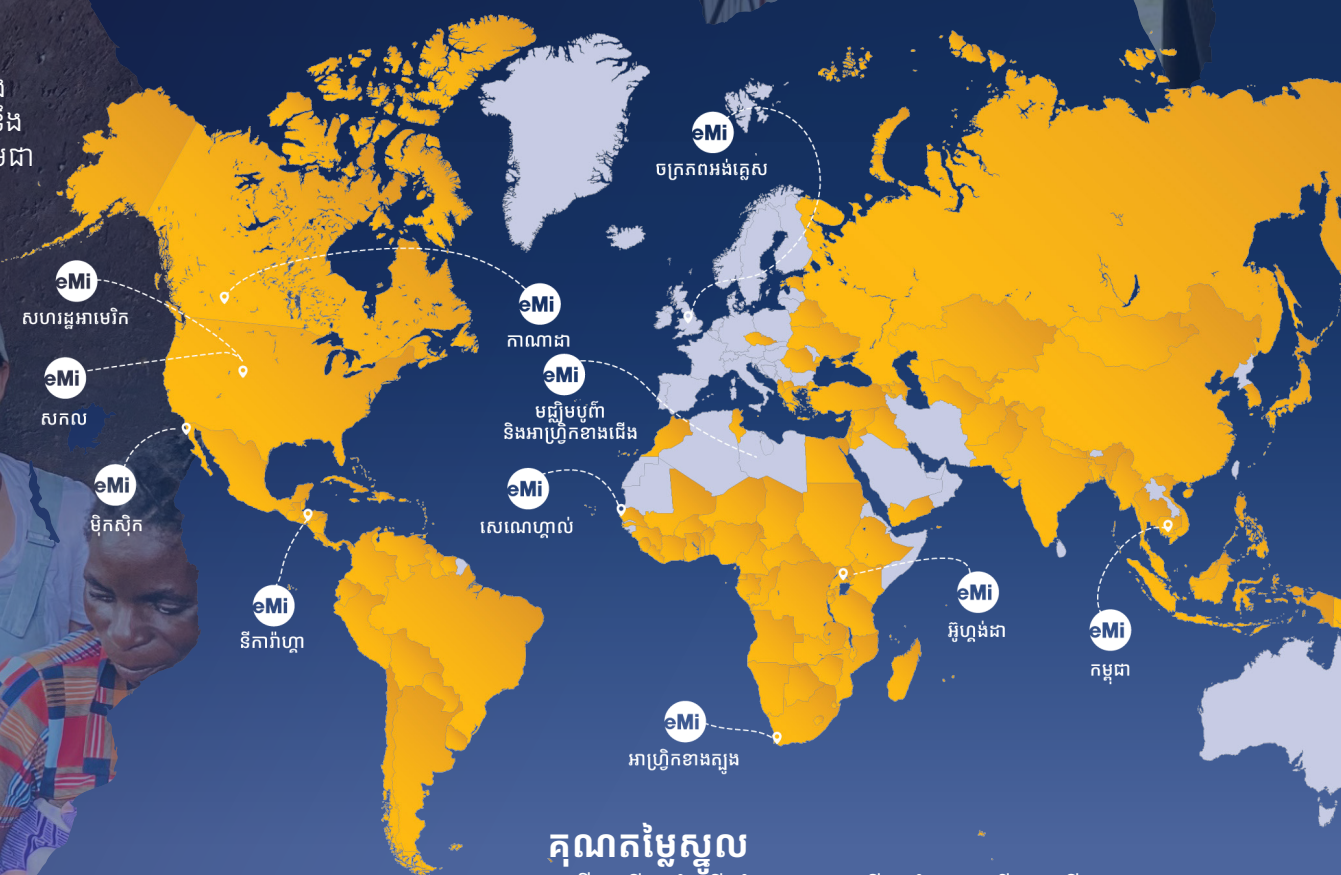 មជា
eMi
ចក្រភពអង់គ្លេស
eMi
សហរដ្ឋអាមេរិក
eMi
កាណាដា
eMi
សកល
eMi
មជ្ឈិមបូព៌ា
និងអាហ្វ្រិកខាងជើង
eMi
ម៉ិកស៊ិក
eMi
សេណេហ្គាល់
eMi
នីការ៉ាហ្គា
eMi
អ៊ូហ្គង់ដា
eMi
កម្ពុជា
eMi
អាហ្វ្រិកខាងត្បូង
គុណតម្លៃស្នូល